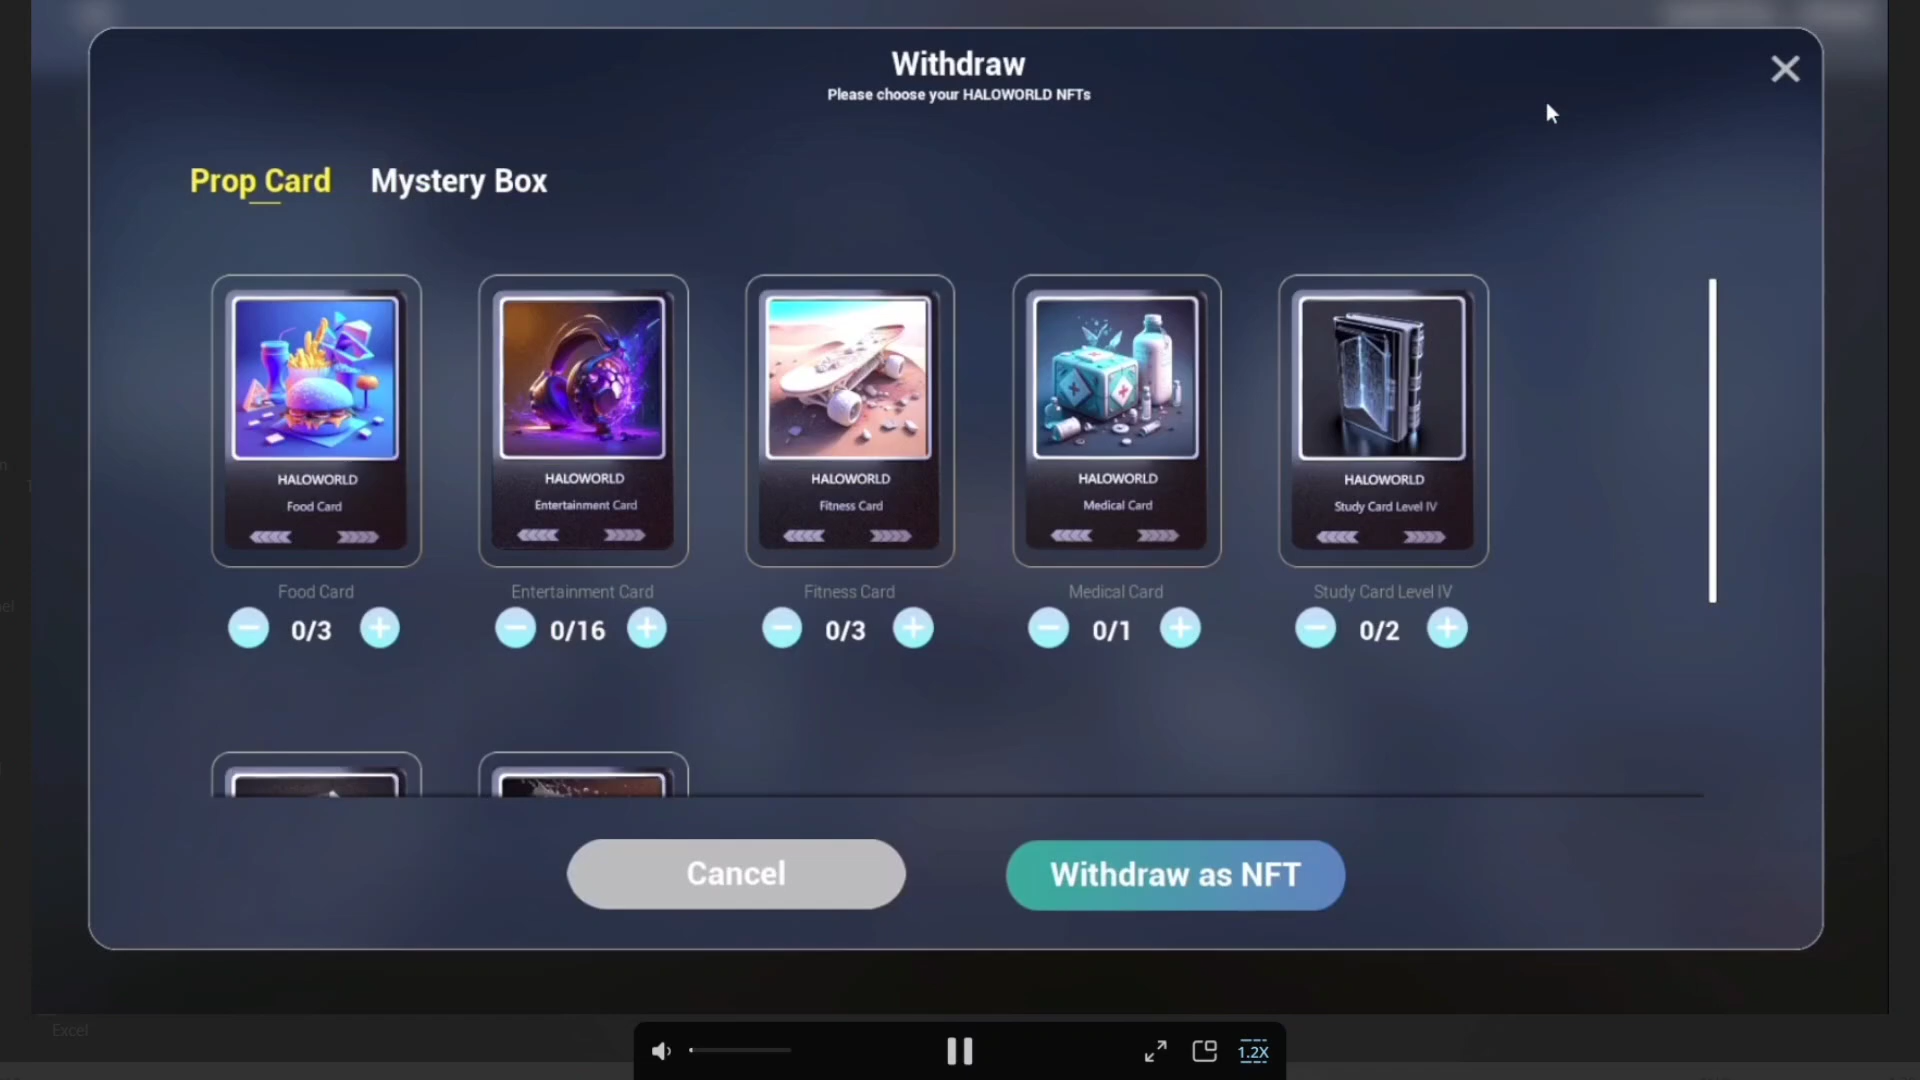 Withdraw
Please choose your HALOWORLD NFTs
Prop Card
Mystery Box
HALOWORLD
Food Card
HALOWORLD
Entertainment Card
HALOWORLD
Fitness Card
HALOWORLD
Medical Card
HALOWORLD
Study Card Level IV
Food Card
Entertainment Card
Fitness Card
Medical Card
Study Card Level IV
0/3
0/16
0/3
0/1
0/2
Cancel
Withdraw as NFT
Excel
1.2X